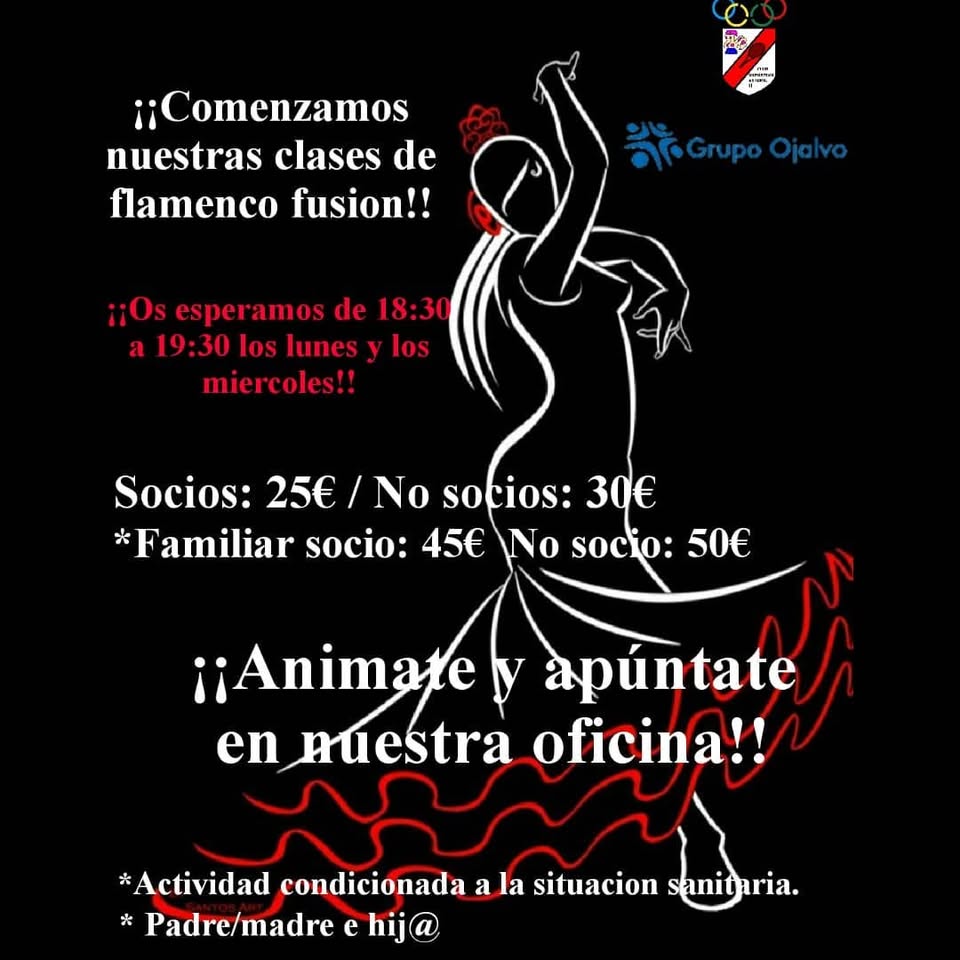 ¡¡Comenzamos
nuestras clases de
flamenco fusion!!
Grupo Ojalvo
¡¡Os esperamos de 18:30
a 19:30 los lunes y los
miercoles!!
Socios: 25€ / No socios: 30€
*Familiar socio: 45€ No socio: 50€
¡¡Animate y apúntate
en nuestra oficina!!
*Actividad condicionada a la situacion sanitaria.
SANTOS ART
* Padre/madre e hij@